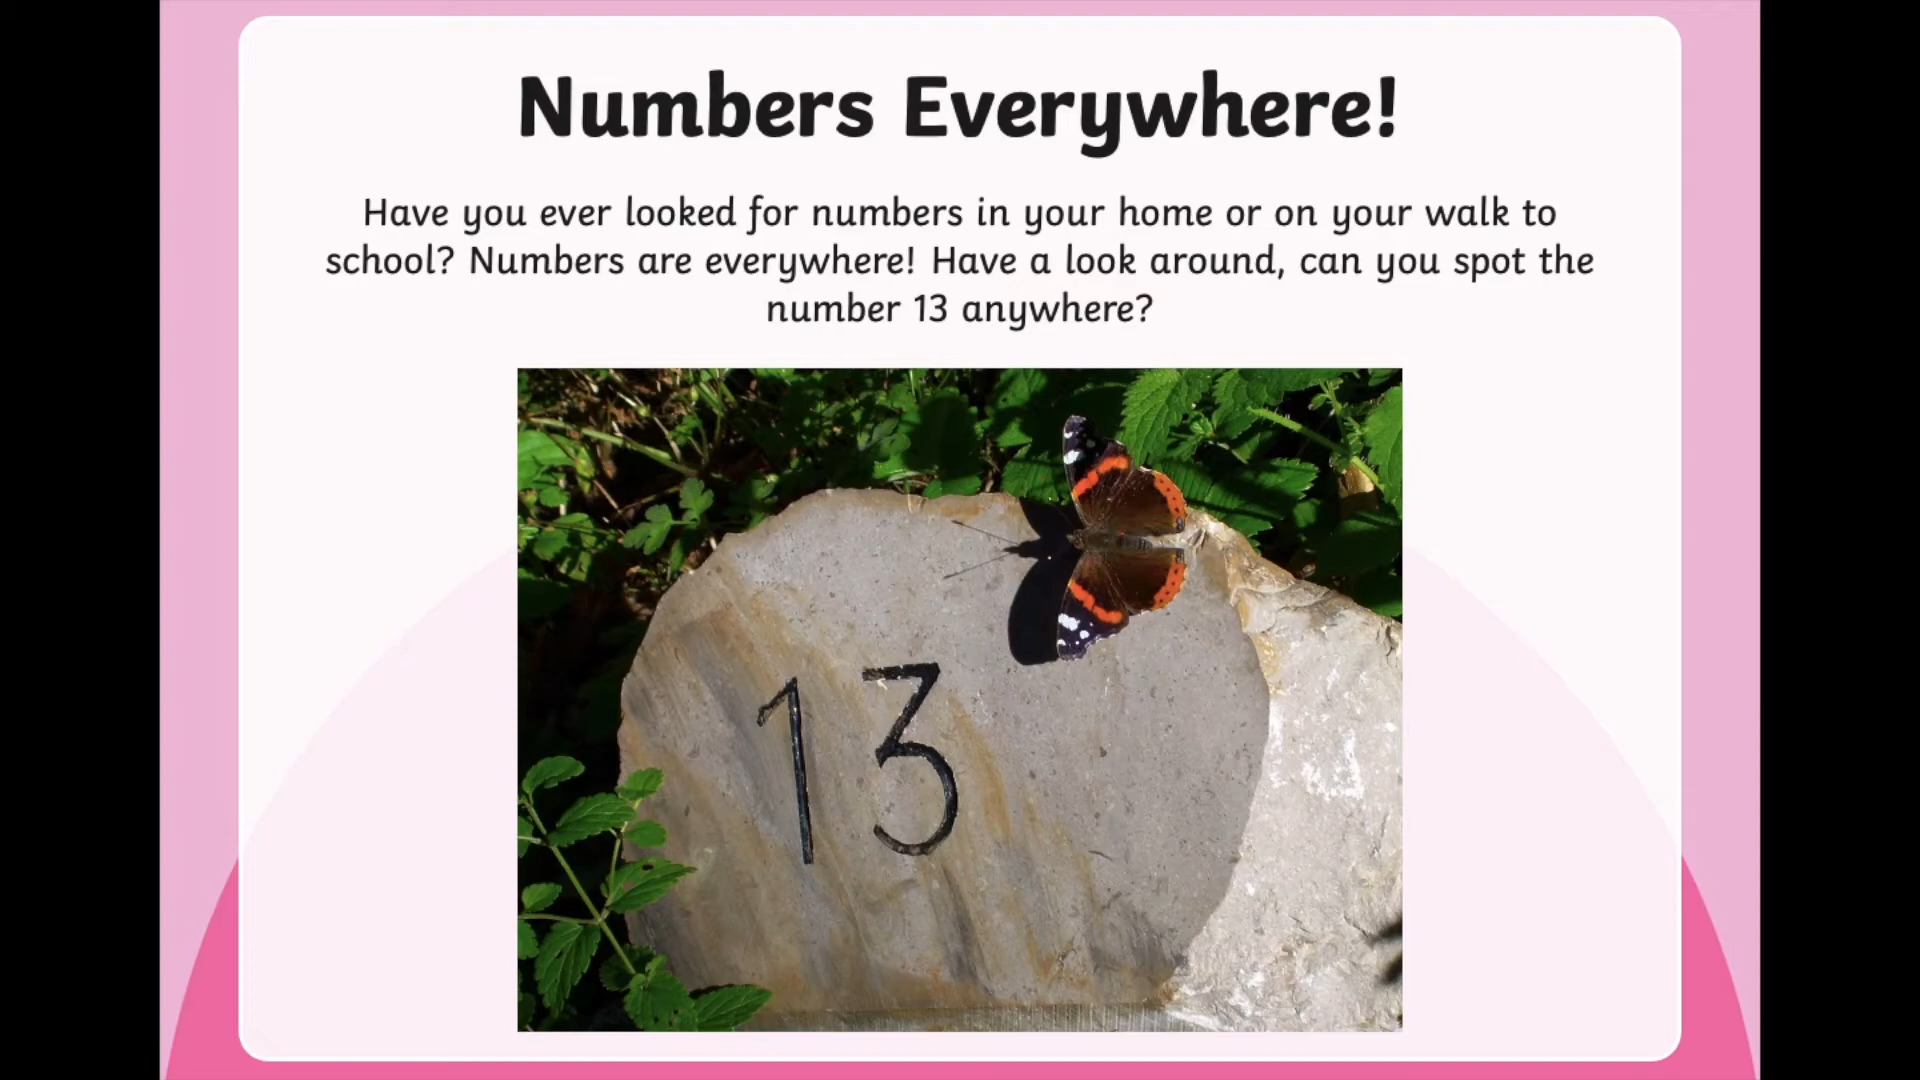 Numbers Everywhere!
Have you ever looked for numbers in your home or on your walk to
school? Numbers are everywhere! Have a look around, can you spot the
number 13 anywhere?
13